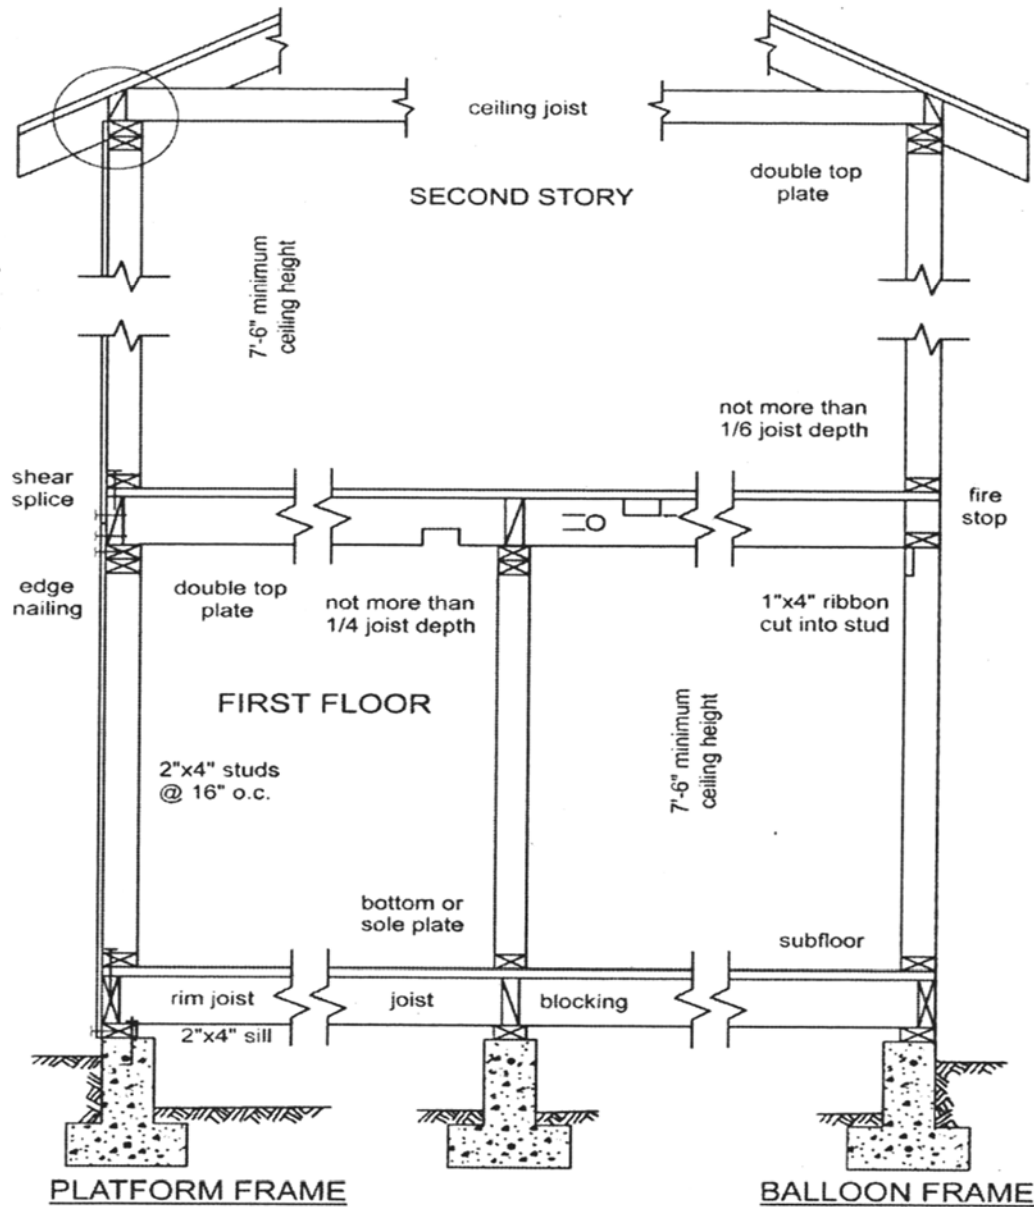 ceiling joist
double top
plate
SECOND STORY
7'-6" minimum
ceiling height
not more than
1/6 joist depth
shear
splice
fire
stop
edge
nailing
double top
plate
not more than
1/4 joist depth
1"x4" ribbon
cut into stud
FIRST FLOOR
7'-6" minimum
ceiling height
2"x4" studs
@ 16" o.c.
bottom or
sole plate
subfloor
rim joist
joist
blocking
2"x4" sill
PLATFORM FRAME
BALLOON FRAME